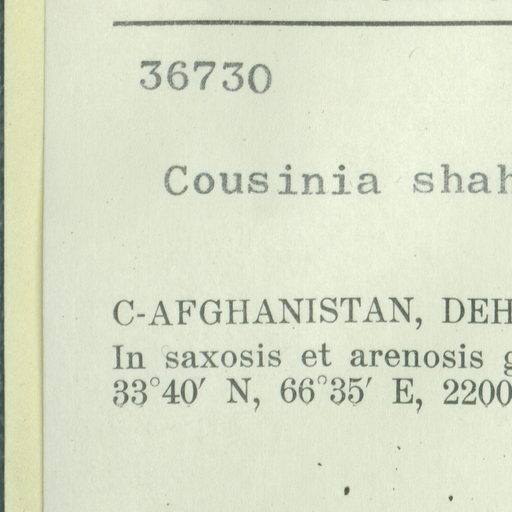 36730
Cousinia shah
C-AFGHANISTAN, DEH
In saxosis et arenosis g
33°40′ N, 66°35′ E, 2200